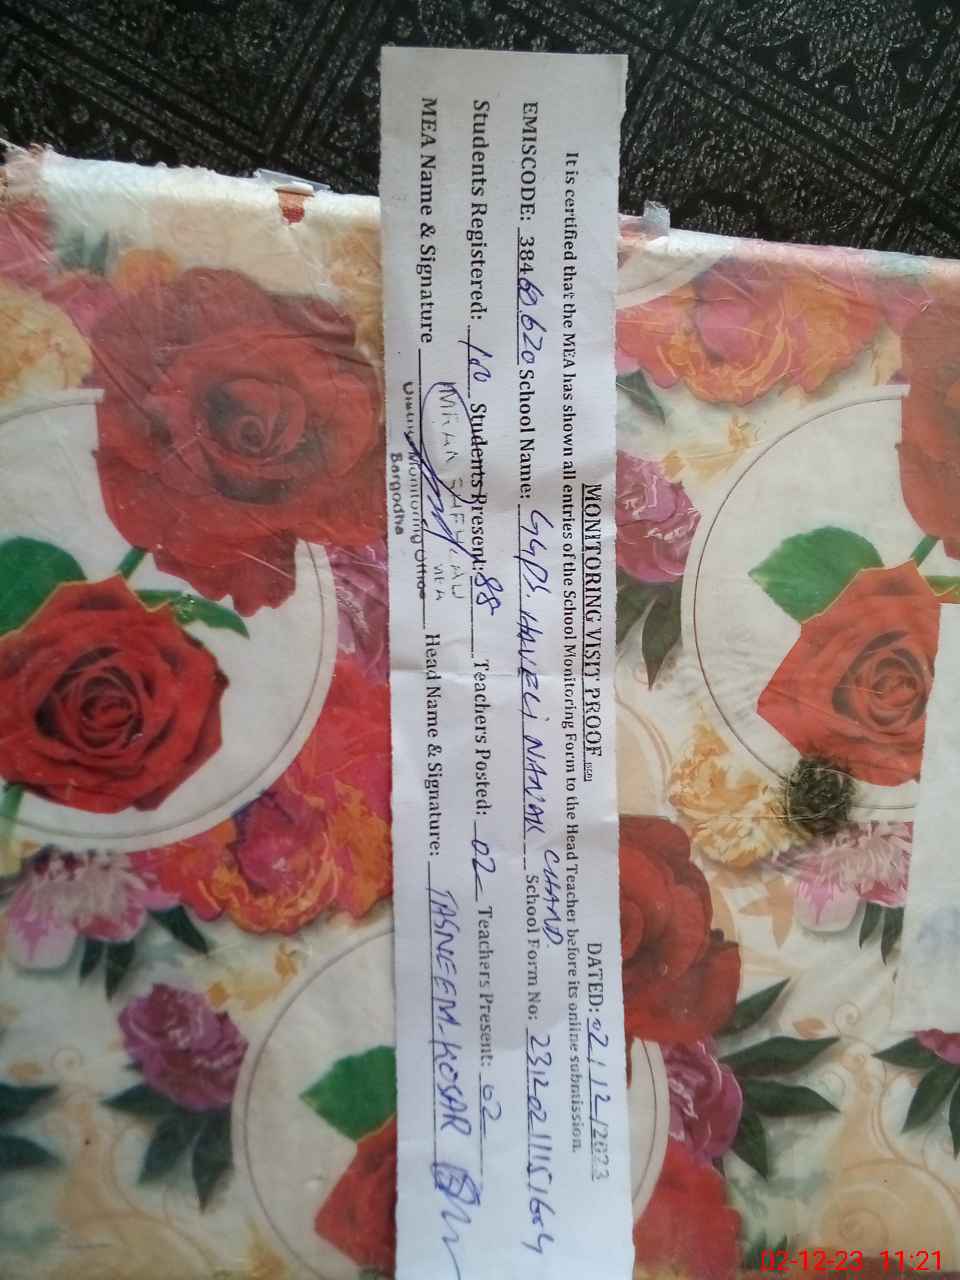 MONITORING VISIT PROOF DATED: 02/12/2023
It is certified that the MEA has shown all entries of the School Monitoring Form to the Head Teacher before its online submission.
EMISCODE: 38460620 School Name: GGPS. HAVELI NANAK CHAND. School Form No:
Students Registered: Students Present: 88 Teachers Posted: 02 Teachers Present: 02
MEA Name & Signature Head Name & Signature: TASNEEM KOSAR
MEA
District Monitoring Office
Sargodha
02-12-23 11:21